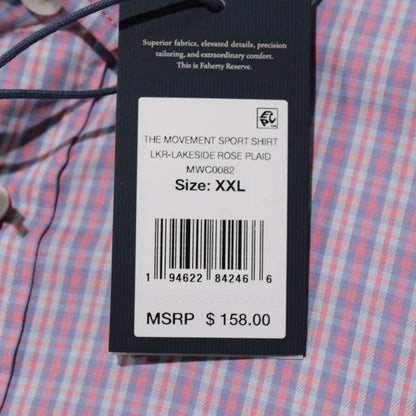 Superior fabrics, elevated details, precision
tailoring, and extraordinary comfort.
This is Faherty Reserve.
EPC
THE MOVEMENT SPORT SHIRT
LKR-LAKESIDE ROSE PLAID
MWC0082
Size: XXL
1 94622 84246 6
MSRP $ 158.00